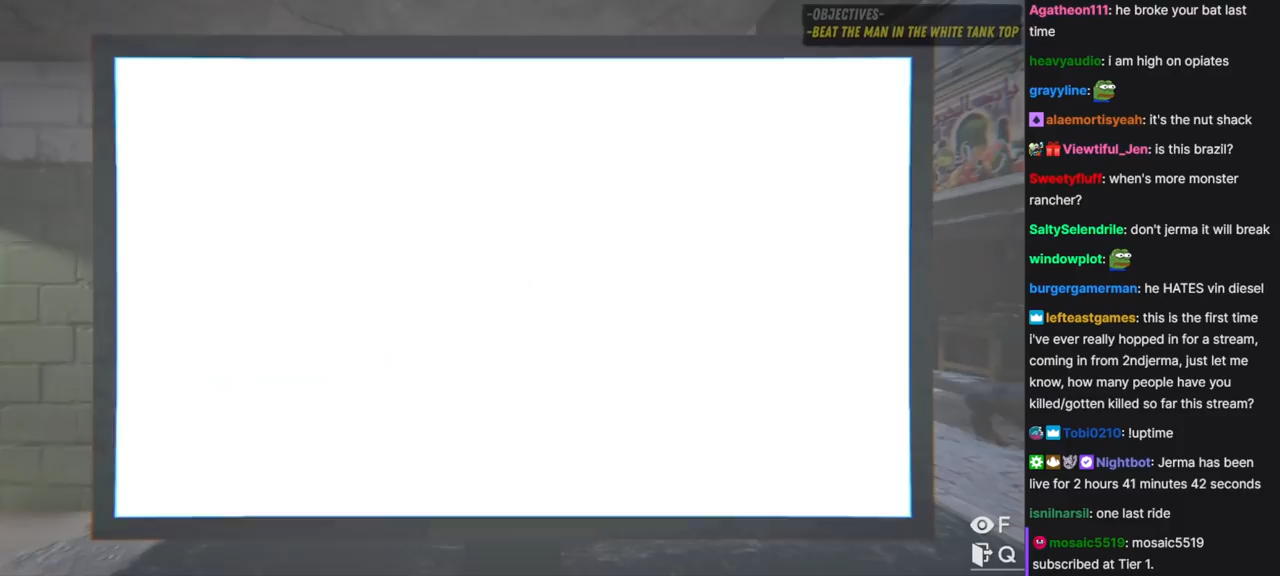 -OBJECTIVES-
-BEAT THE MAN IN THE WHITE TANK TOP
F
Q
Agatheon111: he broke your bat last
time
heavyaudio: i am high on opiates
grayyline:
alaemortisyeah: it's the nut shack
Viewtiful_Jen: is this brazil?
Sweetyfluff: when's more monster
rancher?
SaltySelendrile: don't jerma it will break
windowplot:
burgergamerman: he HATES vin diesel
lefteastgames: this is the first time
i've ever really hopped in for a stream,
coming in from 2ndjerma, just let me
know, how many people have you
killed/gotten killed so far this stream?
Tobi0210: !uptime
Nightbot: Jerma has been
live for 2 hours 41 minutes 42 seconds
isnilnarsil: one last ride
mosaic5519: mosaic5519
subscribed at Tier 1.